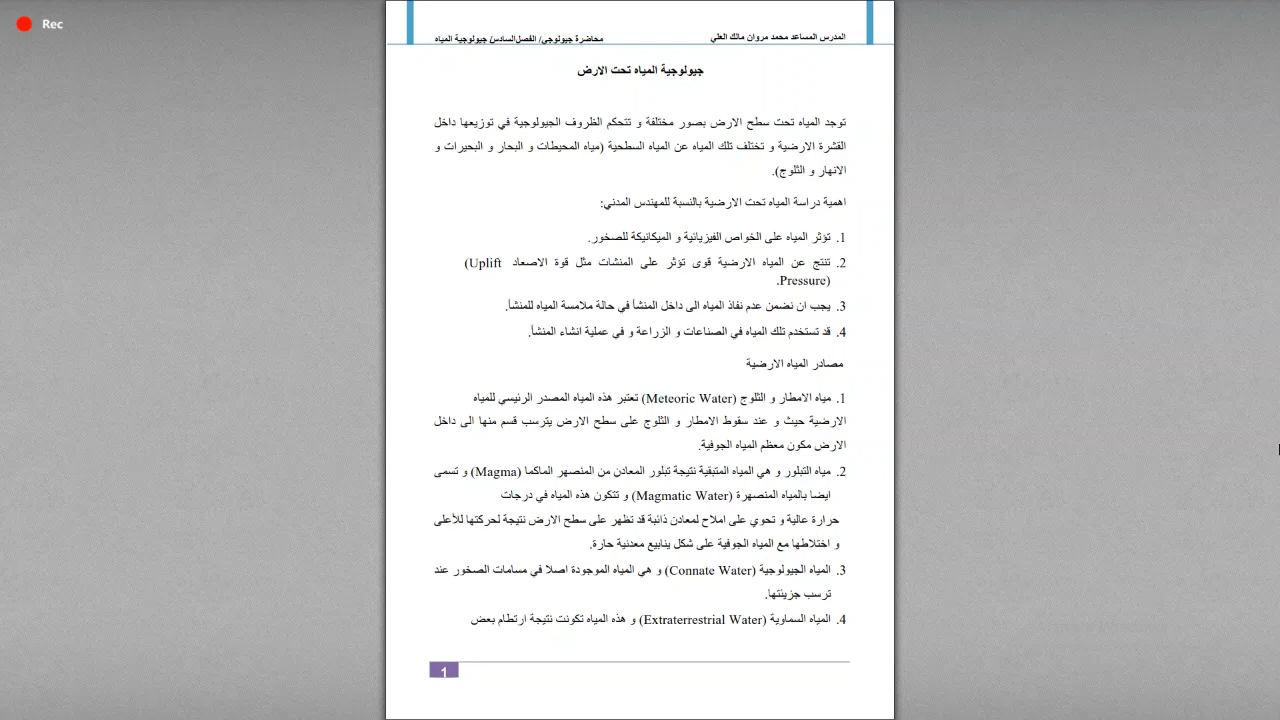 Rec
المدرس المساعد محمد مروان مالك العلي
محاضرة جيولوجي/ الفصل السادس/ جيولوجية المياه
جيولوجية المياه تحت الارض
توجد المياه تحت سطح الارض بصور مختلفة و تتحكم الظروف الجيولوجية في توزيعها داخل
القشرة الارضية و تختلف تلك المياه عن المياه السطحية (مياه المحيطات و البحار و البحيرات و
الانهار و الثلوج).
اهمية دراسة المياه تحت الارضية بالنسبة للمهندس المدني:
1. تؤثر المياه على الخواص الفيزيائية و الميكانيكة للصخور.
2. تنتج عن المياه الارضية قوى تؤثر على المنشات مثل قوة الاصعاد (Uplift
Pressure).
3. يجب ان نضمن عدم نفاذ المياه الى داخل المنشأ في حالة ملامسة المياه للمنشأ.
4. قد تستخدم تلك المياه في الصناعات و الزراعة و في عملية انشاء المنشأ.
مصادر المياه الارضية
1. مياه الامطار و الثلوج (Meteoric Water) تعتبر هذه المياه المصدر الرئيسي للمياه
الارضية حيث و عند سقوط الامطار و الثلوج على سطح الارض يترسب قسم منها الى داخل
الارض مكون معظم المياه الجوفية.
2. مياه التبلور و هي المياه المتبقية نتيجة تبلور المعادن من المنصهر الماكما (Magma) و تسمى
ايضا بالمياه المنصهرة (Magmatic Water) و تتكون هذه المياه في درجات
حرارة عالية و تحوي على املاح لمعادن ذائبة قد تظهر على سطح الارض نتيجة لحركتها للأعلى
و اختلاطها مع المياه الجوفية على شكل ينابيع معدنية حارة.
3. المياه الجيولوجية (Connate Water) و هي المياه الموجودة اصلا في مسامات الصخور عند
ترسب جزيئتها.
4. المياه السماوية (Extraterrestrial Water) و هذه المياه تكونت نتيجة ارتطام بعض
1